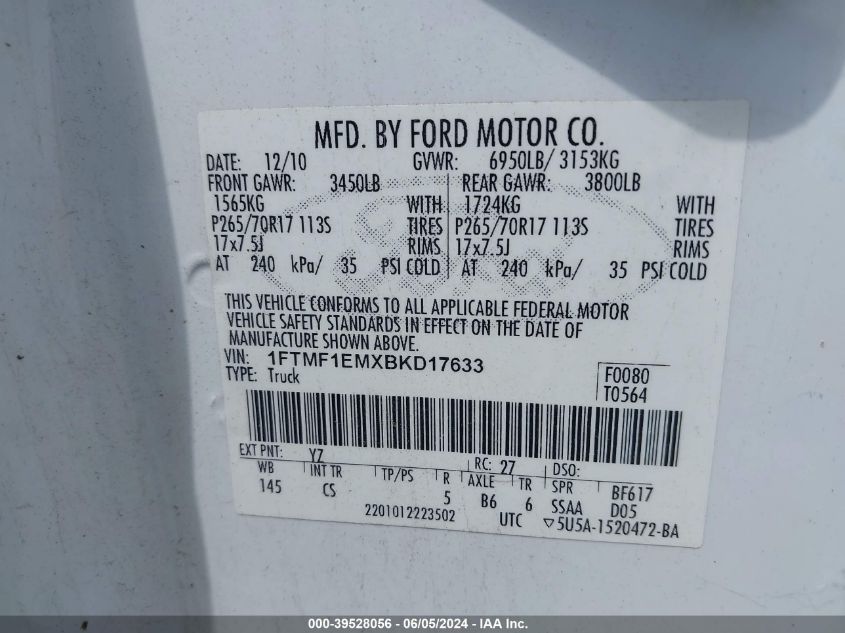 MFD. BY FORD MOTOR CO.
DATE: 12/10 GVWR: 6950LB/ 3153KG
FRONT GAWR: 3450LB REAR GAWR: 3800LB
1565KG WITH 1724KG WITH
P265/70R17 113S TIRES P265/70R17 113S TIRES
17x7.5J RIMS 17x7.5J RIMS
AT 240 kPa/ 35 PSI COLD AT 240 kPa/ 35 PSI COLD
THIS VEHICLE CONFORMS TO ALL APPLICABLE FEDERAL MOTOR
VEHICLE SAFETY STANDARDS IN EFFECT ON THE DATE OF
MANUFACTURE SHOWN ABOVE.
VIN: 1FTMF1EMXBKD17633
TYPE: Truck
F0080
T0564
EXT PNT: YZ RC: 27 DSO:
WB INT TR TP/PS R AXLE TR SPR BF617
145 CS 5 B6 6 SSAA D05
2201012223502 UTC ▽5U5A-1520472-BA
000-39528056 - 06/05/2024 - IAA Inc.